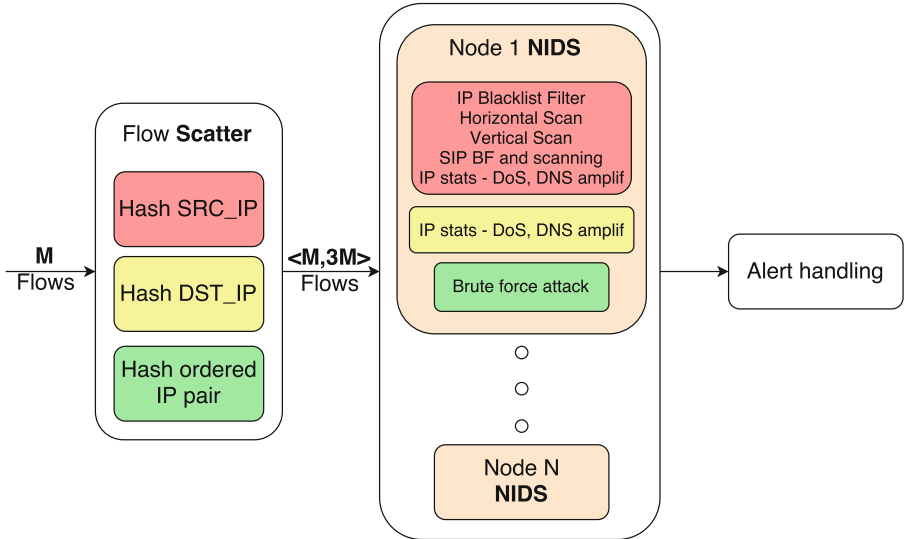 M
Flows
Flow Scatter
Hash SRC_IP
Hash DST_IP
Hash ordered
IP pair
<M,3M>
Flows
Node 1 NIDS
IP Blacklist Filter
Horizontal Scan
Vertical Scan
SIP BF and scanning
IP stats - DoS, DNS amplif
IP stats - DoS, DNS amplif
Brute force attack
Node N
NIDS
Alert handling